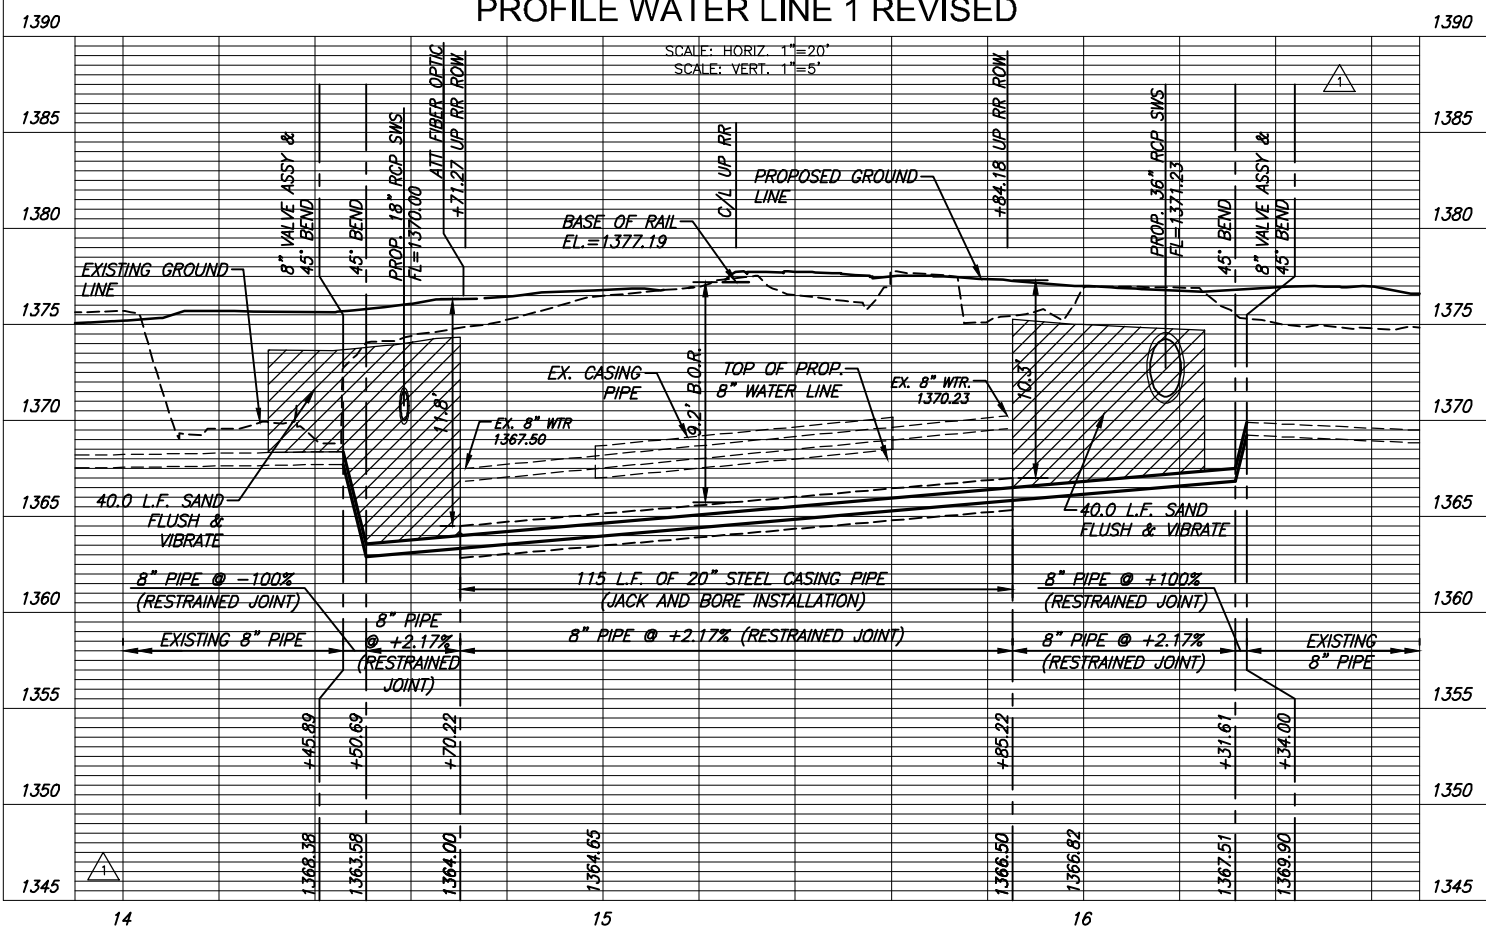 PROFILE WATER LINE 1 REVISED
SCALE: HORIZ. 1"=20'
SCALE: VERT. 1"=5'
1390
1390
1385
1385
1380
1380
1375
1375
1370
1370
1365
1365
1360
1360
1355
1355
1350
1350
1345
1345
1
8" VALVE ASSY &
45° BEND
45° BEND
PROP. 18" RCP SWS
FL=1370.00
ATT FIBER OPTIC
+71.27 UP RR ROW
C/L UP RR
+84.18 UP RR ROW
PROP. 36" RCP SWS
FL=1371.23
45° BEND
8" VALVE ASSY &
45° BEND
PROPOSED GROUND
LINE
BASE OF RAIL
EL.=1377.19
EXISTING GROUND
LINE
11.8'
EX. CASING
PIPE
9.2' B.O.R.
TOP OF PROP.
8" WATER LINE
EX. 8" WTR.
1370.23
10.3'
EX. 8" WTR
1367.50
40.0 L.F. SAND
FLUSH &
VIBRATE
40.0 L.F. SAND
FLUSH & VIBRATE
8" PIPE @ -100%
(RESTRAINED JOINT)
115 L.F. OF 20" STEEL CASING PIPE
(JACK AND BORE INSTALLATION)
8" PIPE @ +100%
(RESTRAINED JOINT)
EXISTING 8" PIPE
8" PIPE
@ +2.17%
(RESTRAINED
JOINT)
8" PIPE @ +2.17% (RESTRAINED JOINT)
8" PIPE @ +2.17%
(RESTRAINED JOINT)
EXISTING
8" PIPE
+45.89
+50.69
+70.22
+85.22
+31.61
+34.00
1
1368.38
1363.58
1364.00
1364.65
1366.50
1366.82
1367.51
1369.90
14
15
16